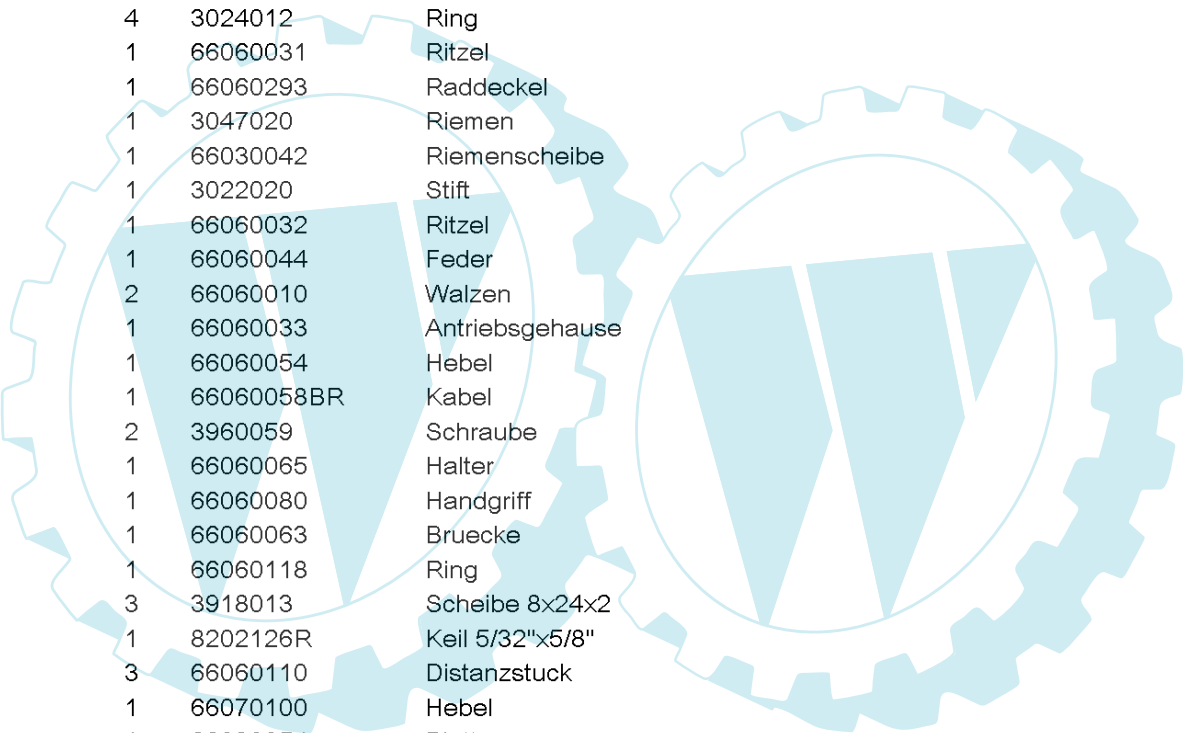 4 3024012 Ring
1 66060031 Ritzel
1 66060293 Raddeckel
1 3047020 Riemen
1 66030042 Riemenscheibe
1 3022020 Stift
1 66060032 Ritzel
1 66060044 Feder
2 66060010 Walzen
1 66060033 Antriebsgehause
1 66060054 Hebel
1 66060058BR Kabel
2 3960059 Schraube
1 66060065 Halter
1 66060080 Handgriff
1 66060063 Bruecke
1 66060118 Ring
3 3918013 Scheibe 8x24x2
1 8202126R Keil 5/32"x5/8"
3 66060110 Distanzstuck
1 66070100 Hebel